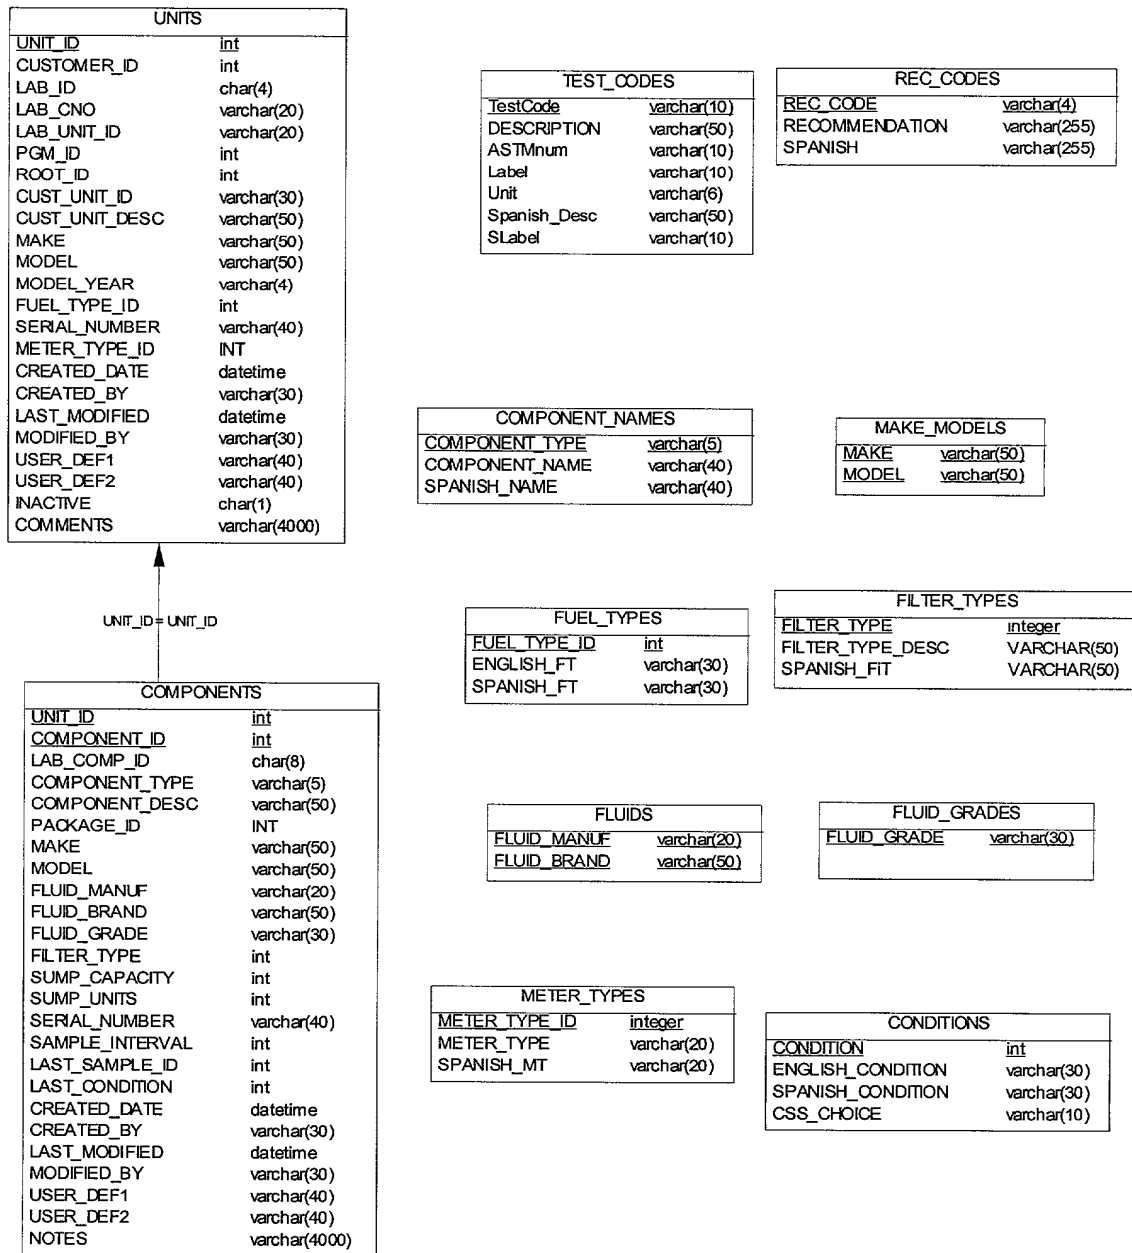 UNITS
UNIT_ID int
CUSTOMER_ID int
LAB_ID char(4)
LAB_CNO varchar(20)
LAB_UNIT_ID varchar(20)
PGM_ID int
ROOT_ID int
CUST_UNIT_ID varchar(30)
CUST_UNIT_DESC varchar(50)
MAKE varchar(50)
MODEL varchar(50)
MODEL_YEAR varchar(4)
FUEL_TYPE_ID int
SERIAL_NUMBER varchar(40)
METER_TYPE_ID INT
CREATED_DATE datetime
CREATED_BY varchar(30)
LAST_MODIFIED datetime
MODIFIED_BY varchar(30)
USER_DEF1 varchar(40)
USER_DEF2 varchar(40)
INACTIVE char(1)
COMMENTS varchar(4000)
UNIT_ID = UNIT_ID
COMPONENTS
UNIT_ID int
COMPONENT_ID int
LAB_COMP_ID char(8)
COMPONENT_TYPE varchar(5)
COMPONENT_DESC varchar(50)
PACKAGE_ID INT
MAKE varchar(50)
MODEL varchar(50)
FLUID_MANUF varchar(20)
FLUID_BRAND varchar(50)
FLUID_GRADE varchar(30)
FILTER_TYPE int
SUMP_CAPACITY int
SUMP_UNITS int
SERIAL_NUMBER varchar(40)
SAMPLE_INTERVAL int
LAST_SAMPLE_ID int
LAST_CONDITION int
CREATED_DATE datetime
CREATED_BY varchar(30)
LAST_MODIFIED datetime
MODIFIED_BY varchar(30)
USER_DEF1 varchar(40)
USER_DEF2 varchar(40)
NOTES varchar(4000)
TEST_CODES
TestCode varchar(10)
DESCRIPTION varchar(50)
ASTMnum varchar(10)
Label varchar(10)
Unit varchar(6)
Spanish_Desc varchar(50)
SLabel varchar(10)
REC_CODES
REC_CODE varchar(4)
RECOMMENDATION varchar(255)
SPANISH varchar(255)
COMPONENT_NAMES
COMPONENT_TYPE varchar(5)
COMPONENT_NAME varchar(40)
SPANISH_NAME varchar(40)
MAKE_MODELS
MAKE varchar(50)
MODEL varchar(50)
FUEL_TYPES
FUEL_TYPE_ID int
ENGLISH_FT varchar(30)
SPANISH_FT varchar(30)
FILTER_TYPES
FILTER_TYPE integer
FILTER_TYPE_DESC VARCHAR(50)
SPANISH_FIT VARCHAR(50)
FLUIDS
FLUID_MANUF varchar(20)
FLUID_BRAND varchar(50)
FLUID_GRADES
FLUID_GRADE varchar(30)
METER_TYPES
METER_TYPE_ID integer
METER_TYPE varchar(20)
SPANISH_MT varchar(20)
CONDITIONS
CONDITION int
ENGLISH_CONDITION varchar(30)
SPANISH_CONDITION varchar(30)
CSS_CHOICE varchar(10)